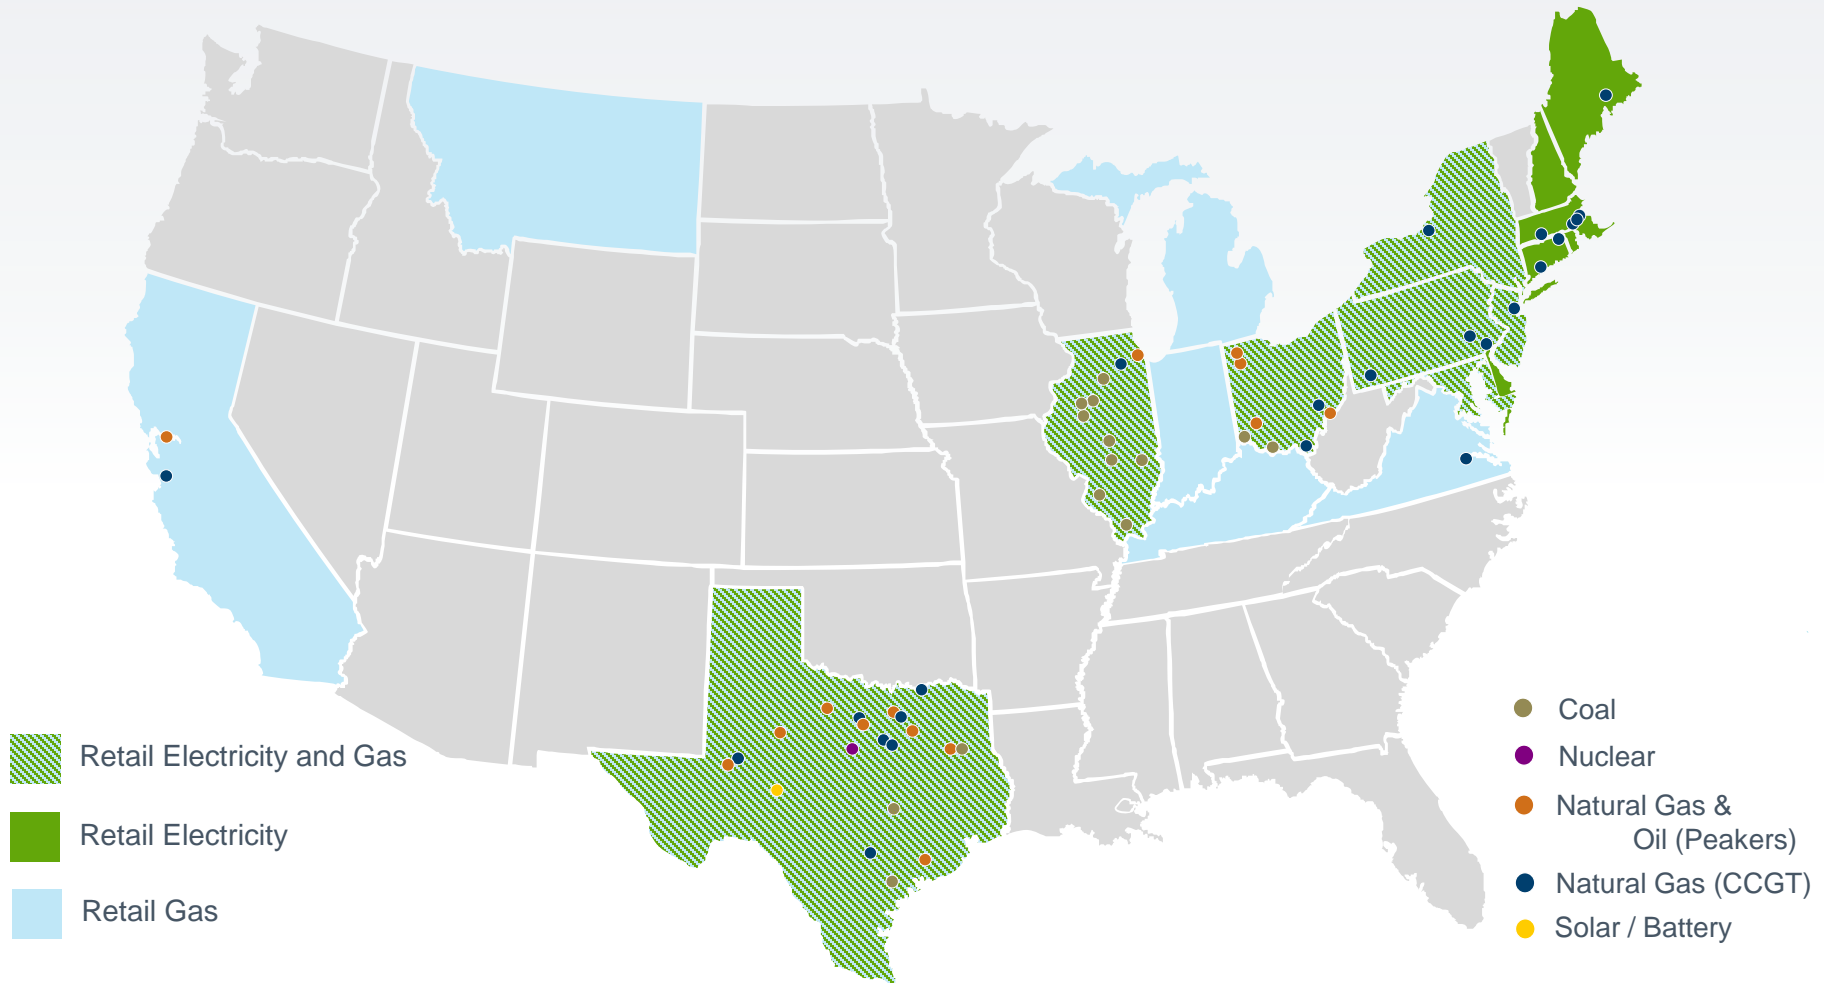 Retail Electricity and Gas
Retail Electricity
Retail Gas
Coal
Nuclear
Natural Gas &
Oil (Peakers)
Natural Gas (CCGT)
Solar / Battery